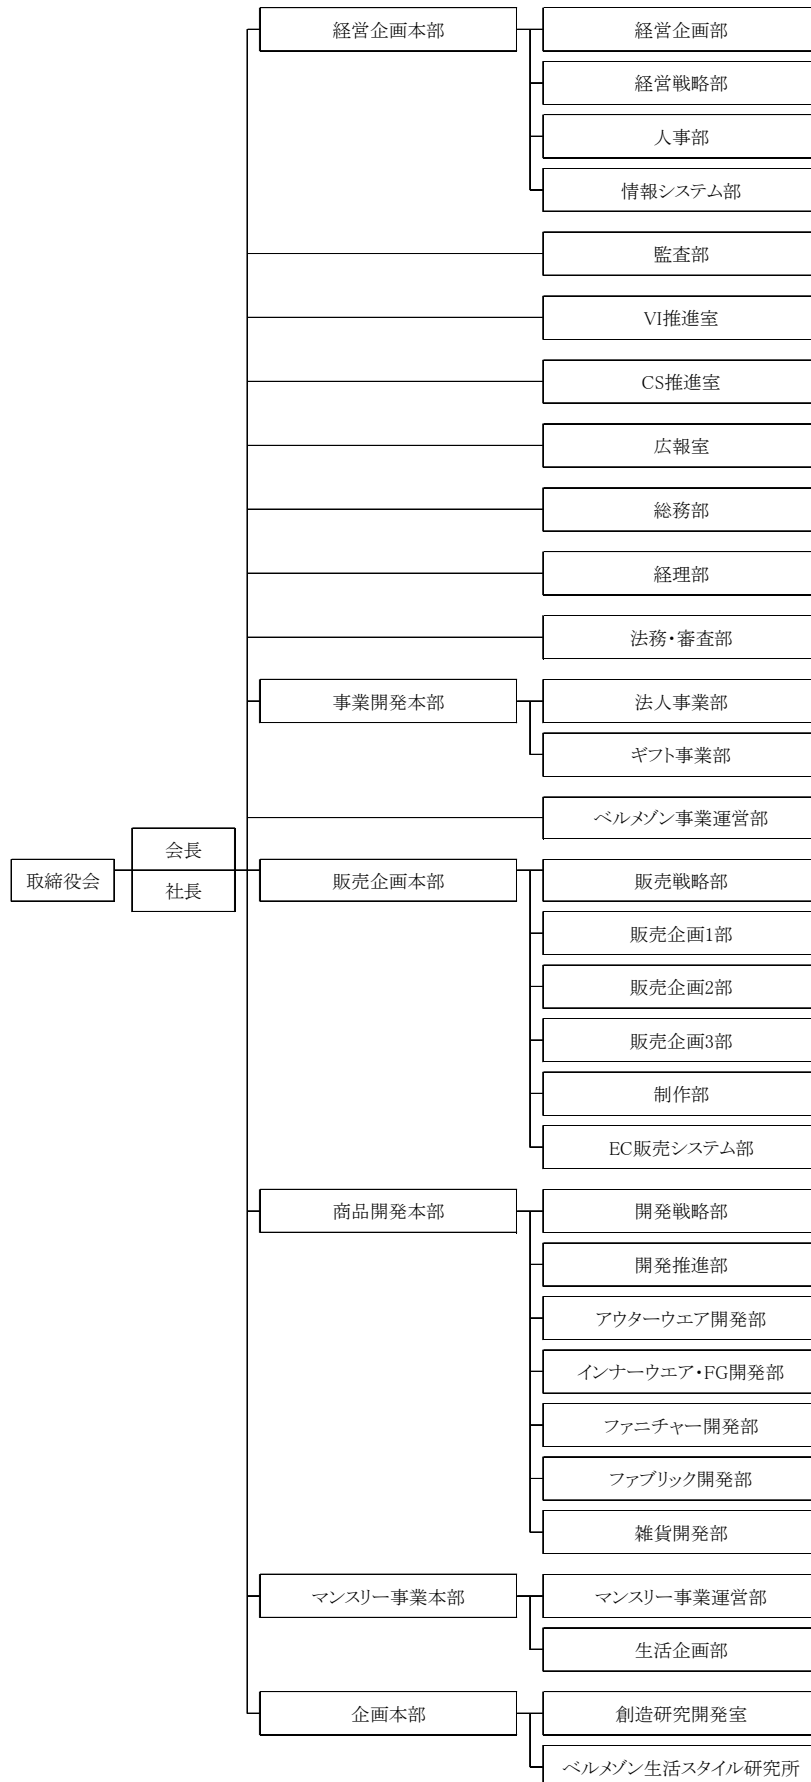 経営企画本部
経営企画部
経営戦略部
人事部
情報システム部
監査部
VI推進室
CS推進室
広報室
総務部
経理部
法務・審査部
事業開発本部
法人事業部
ギフト事業部
ベルメゾン事業運営部
取締役会
会長
社長
販売企画本部
販売戦略部
販売企画1部
販売企画2部
販売企画3部
制作部
EC販売システム部
商品開発本部
開発戦略部
開発推進部
アウターウエア開発部
インナーウエア・FG開発部
ファニチャー開発部
ファブリック開発部
雑貨開発部
マンスリー事業本部
マンスリー事業運営部
生活企画部
企画本部
創造研究開発室
ベルメゾン生活スタイル研究所